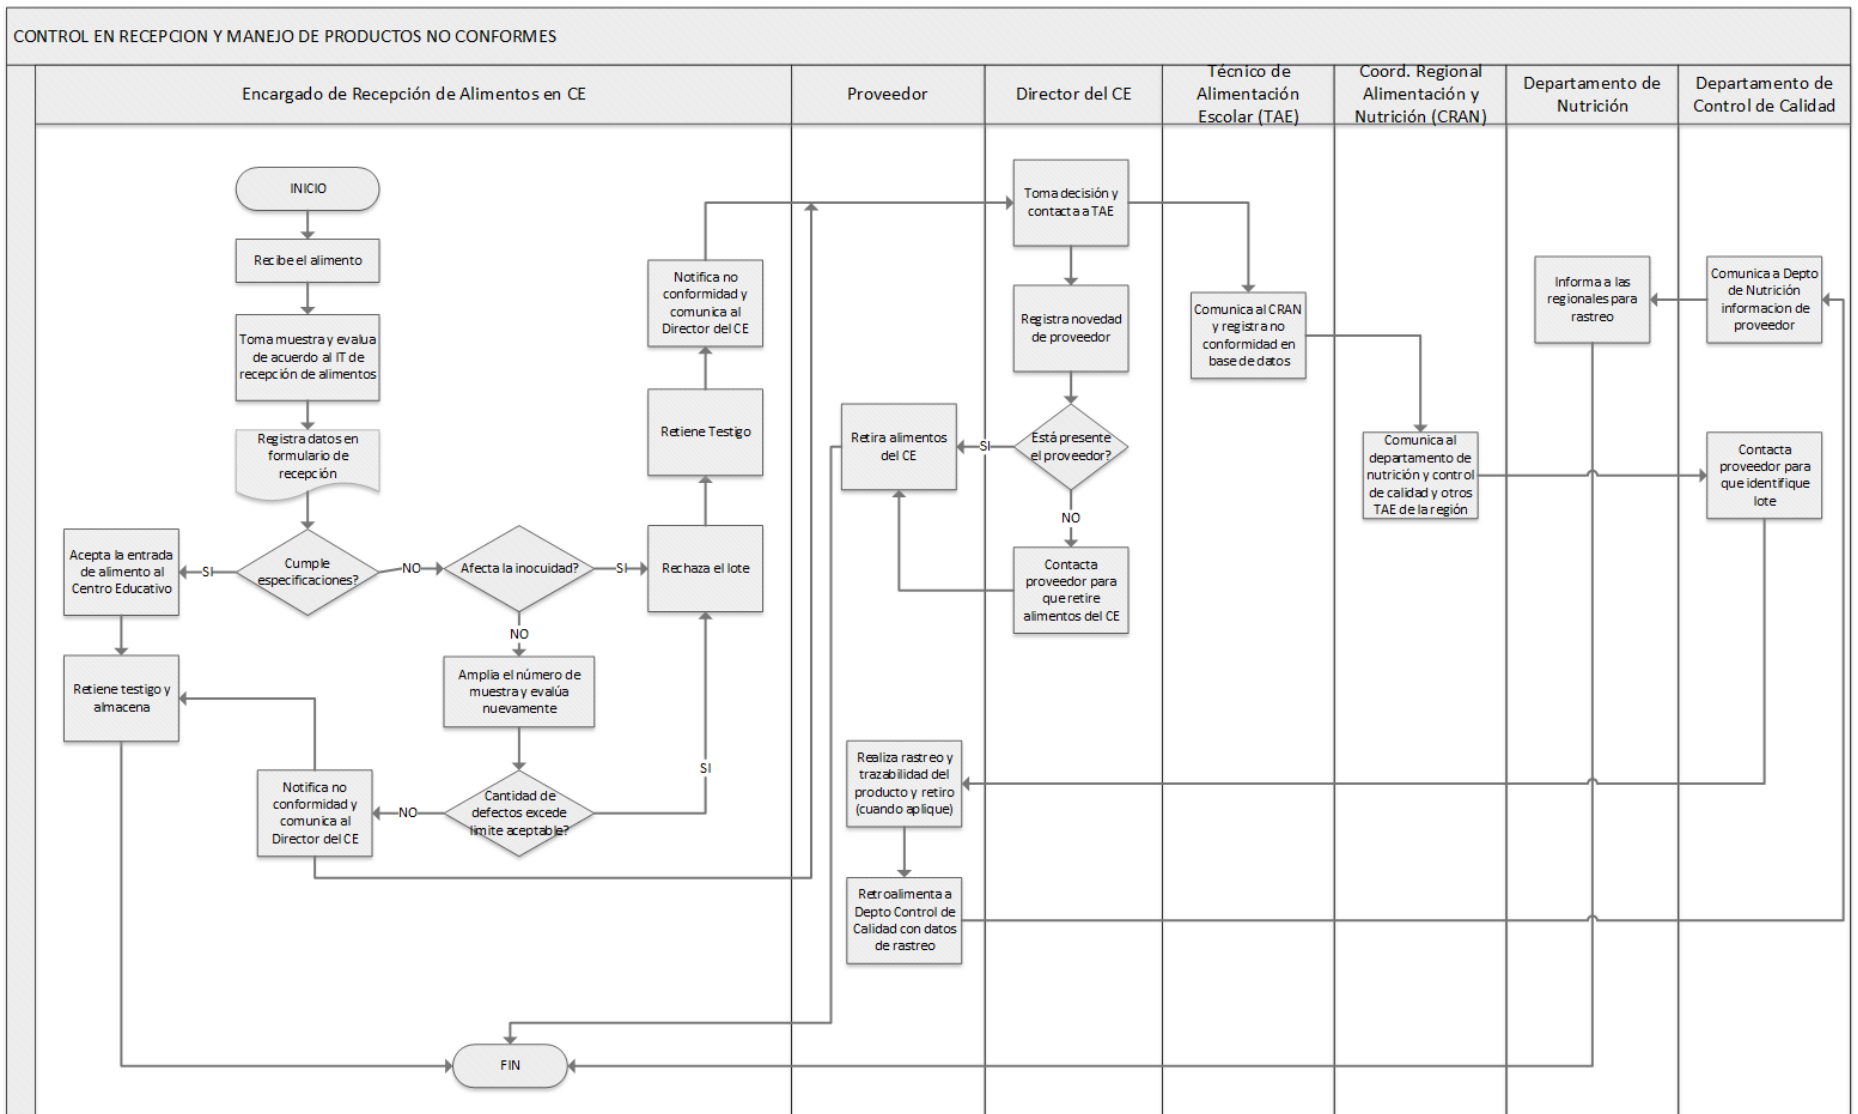 CONTROL EN RECEPCION Y MANEJO DE PRODUCTOS NO CONFORMES
Encargado de Recepción de Alimentos en CE
Proveedor
Director del CE
Técnico de
Alimentación
Escolar (TAE)
Coord. Regional
Alimentación y
Nutrición (CRAN)
Departamento de
Nutrición
Departamento de
Control de Calidad
INICIO
Recibe el alimento
Toma muestra y evalua
de acuerdo al IT de
recepción de alimentos
Registra datos en
formulario de
recepción
Cumple
especificaciones?
SI
Acepta la entrada
de alimento al
Centro Educativo
Retiene testigo y
almacena
NO
Afecta la inocuidad?
SI
Rechaza el lote
Retiene Testigo
Notifica no
conformidad y
comunica al
Director del CE
NO
Amplia el número de
muestra y evalúa
nuevamente
Cantidad de
defectos excede
limite aceptable?
SI
NO
Notifica no
conformidad y
comunica al
Director del CE
FIN
Retira alimentos
del CE
Realiza rastreo y
trazabilidad del
producto y retiro
(cuando aplique)
Retroalimenta a
Depto Control de
Calidad con datos
de rastreo
Toma decisión y
contacta a TAE
Registra novedad
de proveedor
Está presente
el proveedor?
SI
NO
Contacta
proveedor para
que retire
alimentos del CE
Comunica al CRAN
y registra no
conformidad en
base de datos
Comunica al
departamento de
nutrición y control
de calidad y otros
TAE de la región
Informa a las
regionales para
rastreo
Comunica a Depto
de Nutrición
informacion de
proveedor
Contacta
proveedor para
que identifique
lote